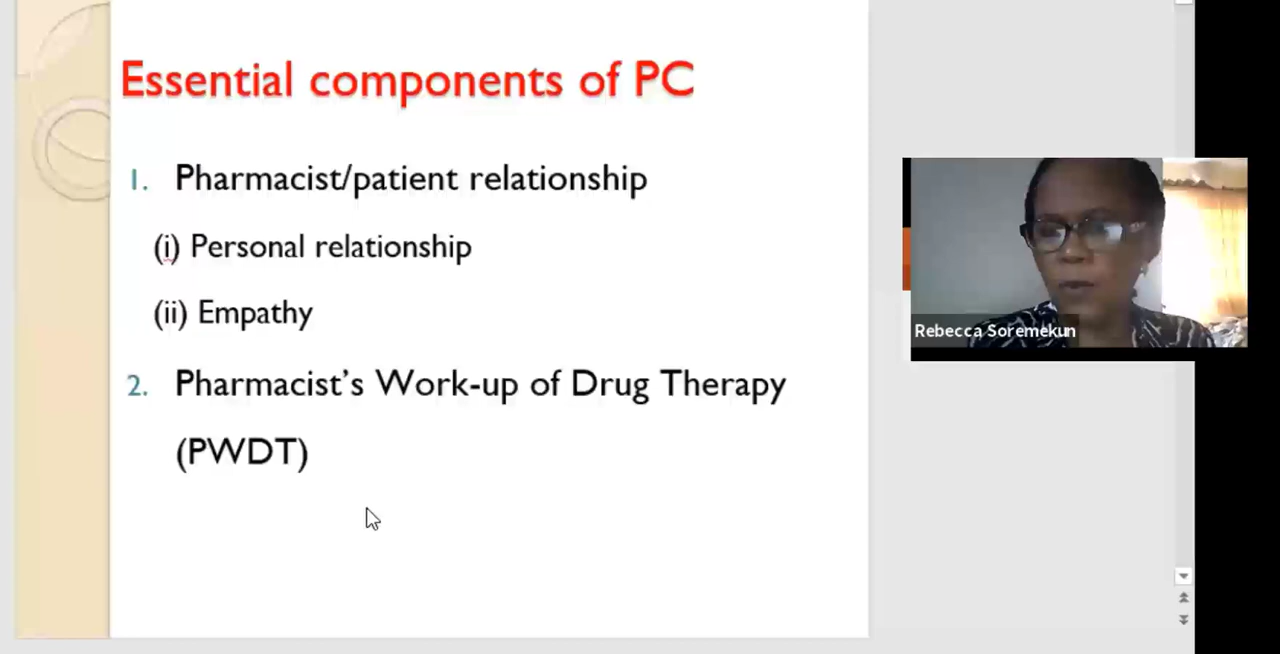 Essential components of PC
1. Pharmacist/patient relationship
(i) Personal relationship
(ii) Empathy
2. Pharmacist's Work-up of Drug Therapy
(PWDT)
Rebecca Soremekun